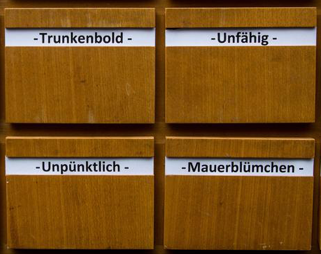 -Trunkenbold -
-Unfähig -
-Unpünktlich -
-Mauerblümchen -